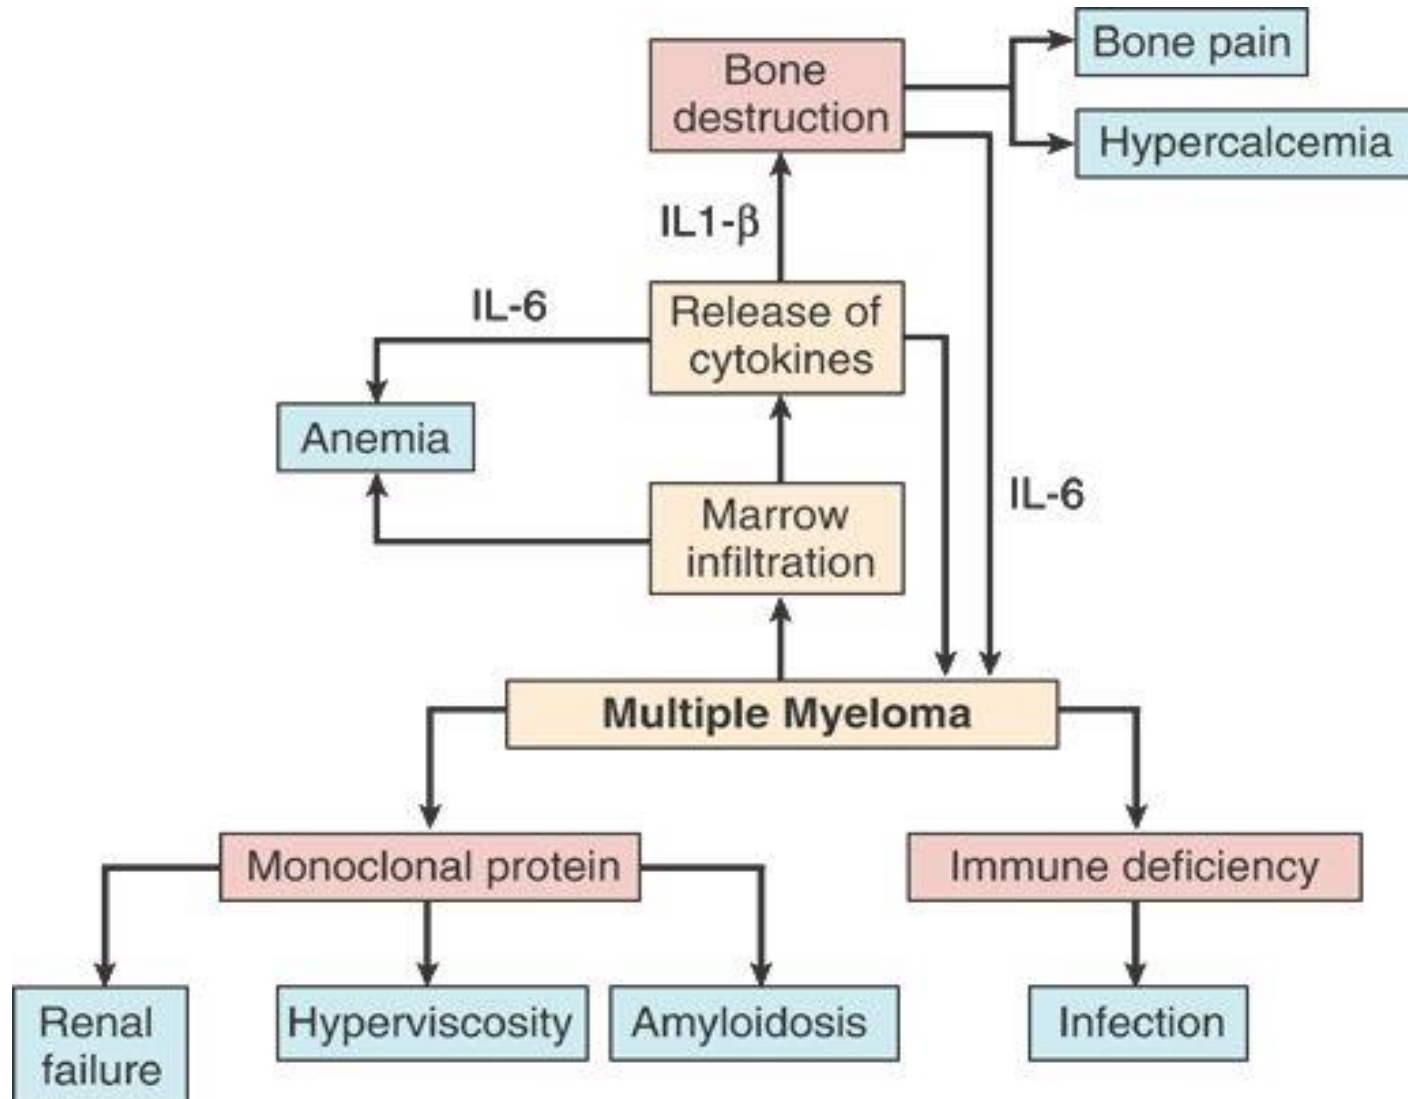 Bone pain
Bone
destruction
Hypercalcemia
IL1-β
IL-6
Release of
cytokines
Anemia
IL-6
Marrow
infiltration
Multiple Myeloma
Monoclonal protein
Immune deficiency
Renal
failure
Hyperviscosity
Amyloidosis
Infection